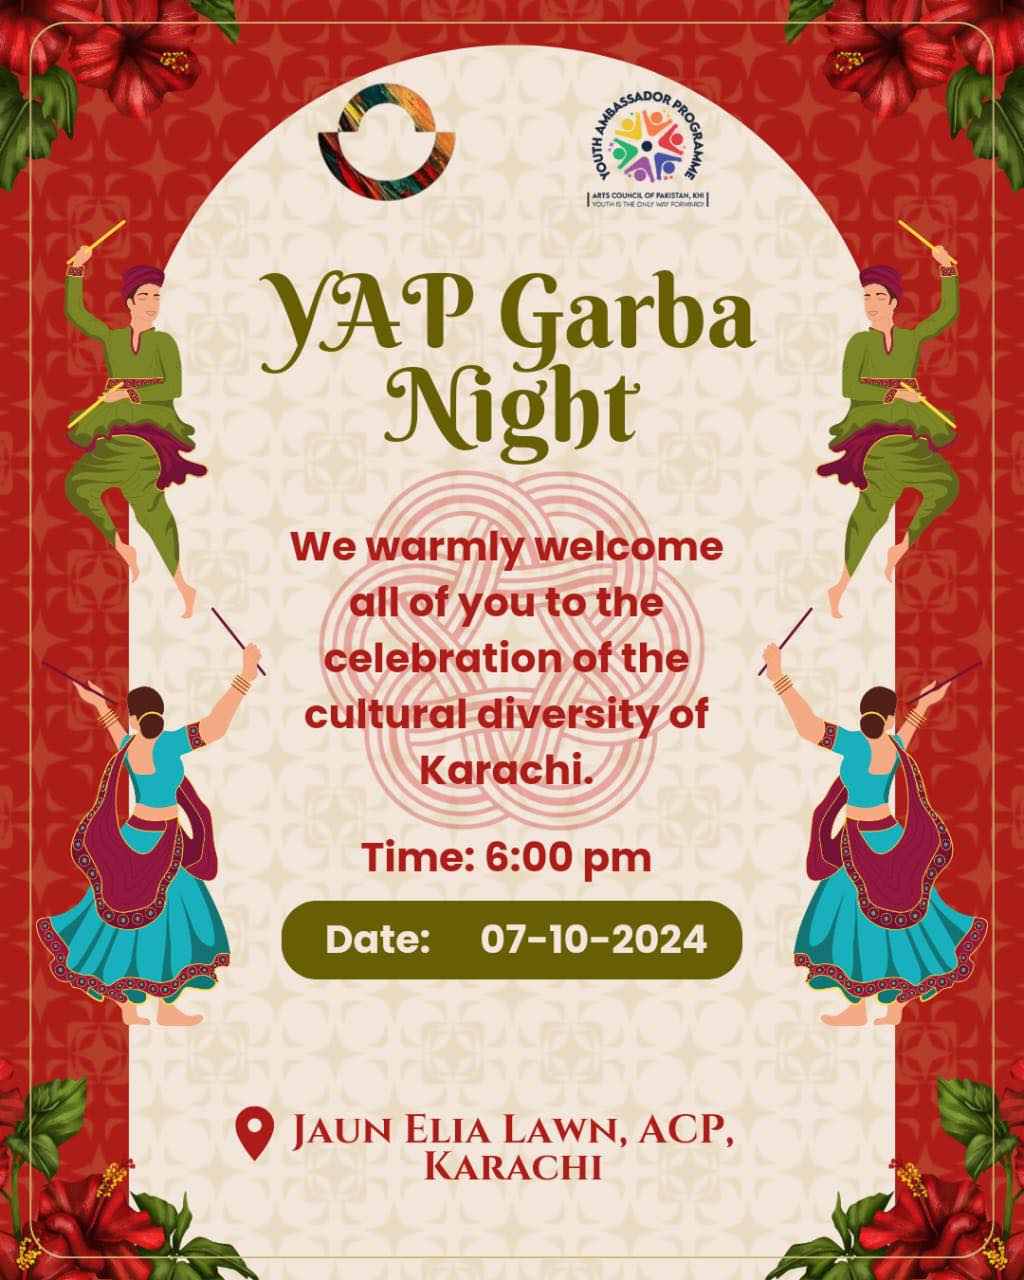 YOUTH AMBASSADOR PROGRAMME
ARTS COUNCIL OF PAKISTAN, KHI
YOUTH IS THE ONLY WAY FORWARD!
YAP Garba
Night
We warmly welcome
all of you to the
celebration of the
cultural diversity of
Karachi.
Time: 6:00 pm
Date: 07-10-2024
Jaun Elia Lawn, ACP,
Karachi